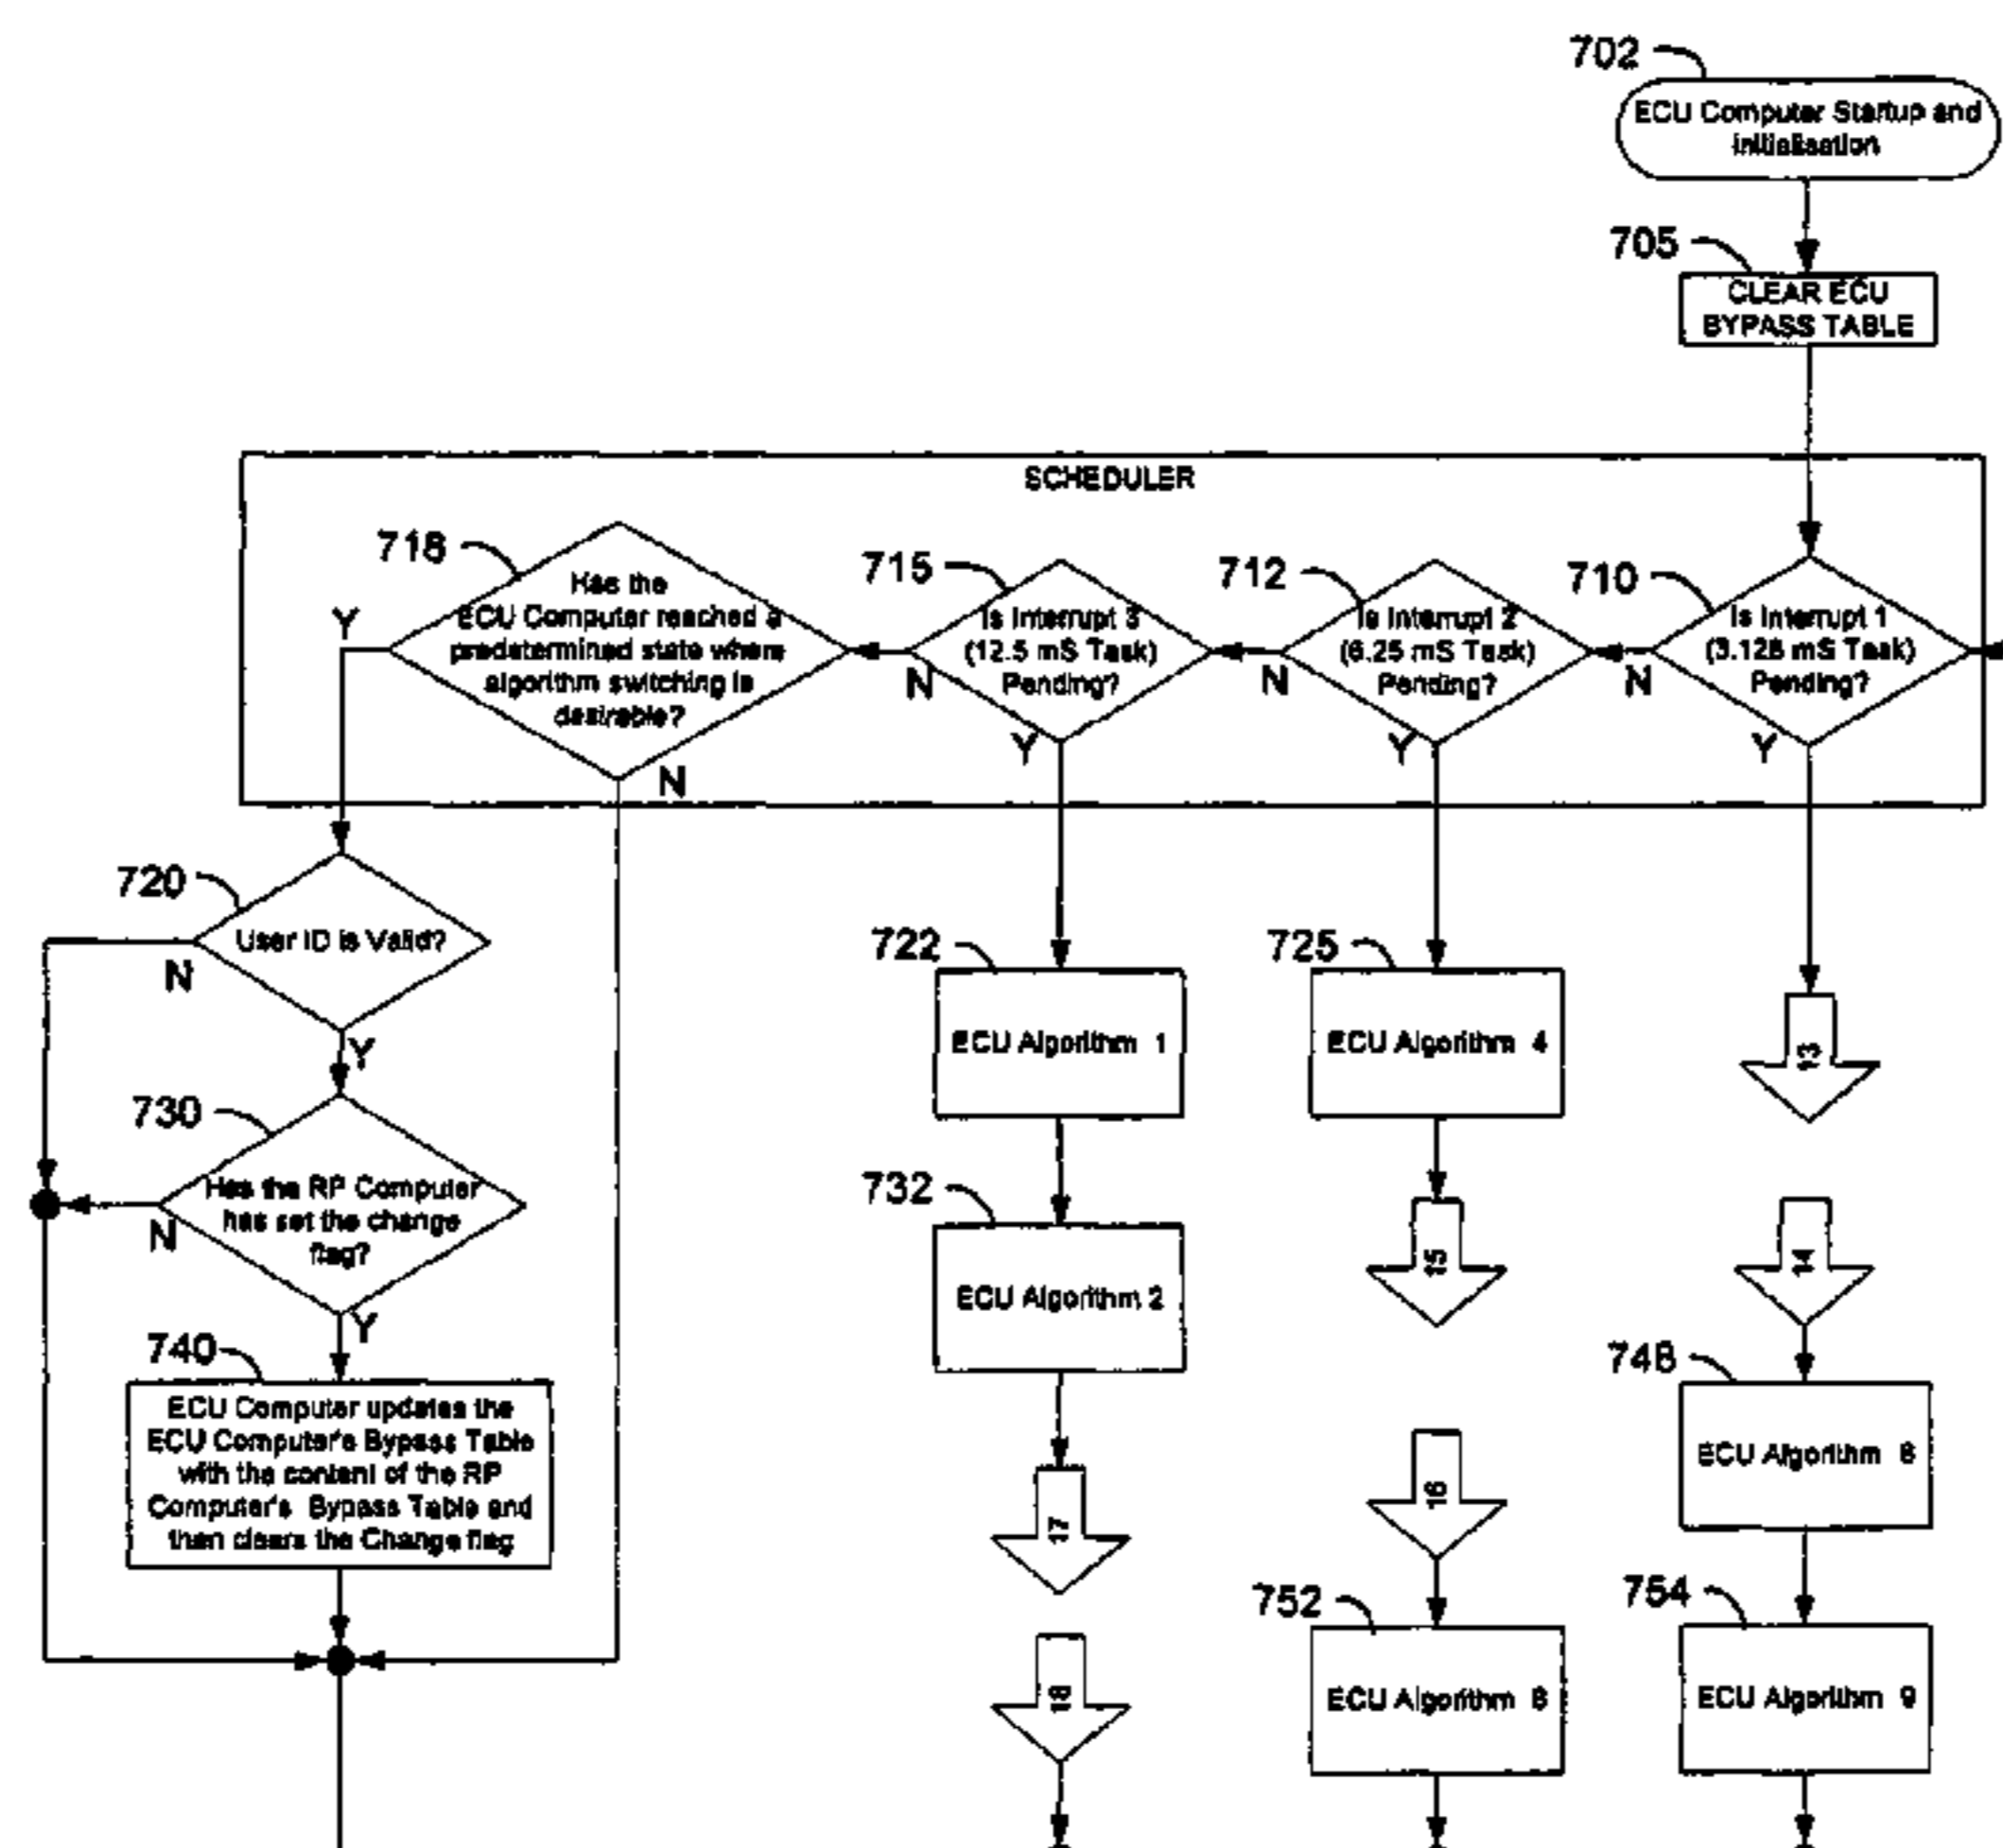 702
ECU Computer Startup and
initialisation
705
CLEAR ECU
BYPASS TABLE
SCHEDULER
718
Has the
ECU Computer reached a
predetermined state where
algorithm switching is
desirable?
Y
N
715
Is Interrupt 3
(12.5 mS Task)
Pending?
N
Y
712
Is Interrupt 2
(6.25 mS Task)
Pending?
N
Y
710
Is Interrupt 1
(3.125 mS Task)
Pending?
N
Y
720
User ID is Valid?
N
Y
730
Has the RP Computer
has set the change
flag?
N
Y
740
ECU Computer updates the
ECU Computer's Bypass Table
with the content of the RP
Computer's Bypass Table and
then clears the Change flag
722
ECU Algorithm 1
732
ECU Algorithm 2
17
18
725
ECU Algorithm 4
15
16
752
ECU Algorithm
13
14
748
ECU Algorithm
754
ECU Algorithm 9